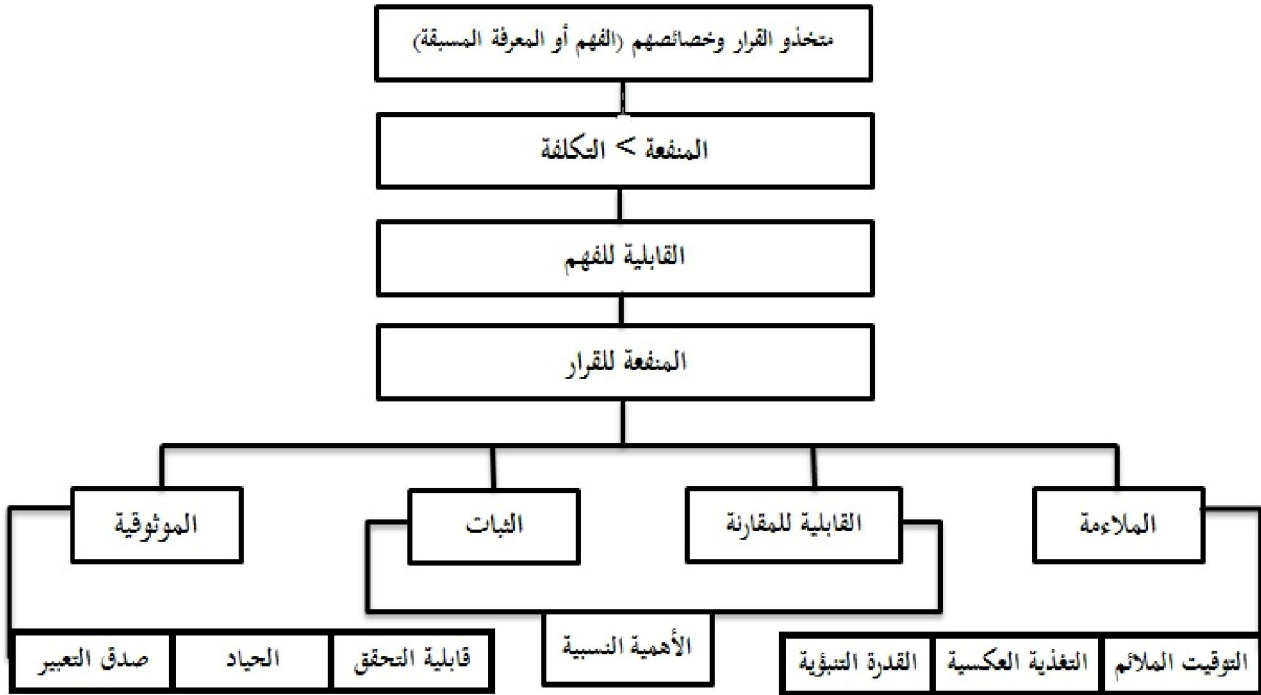 متخذو القرار وخصائصهم (الفهم أو المعرفة المسبقة)
المنفعة > التكلفة
القابلية للفهم
المنفعة للقرار
الملاءمة
القابلية للمقارنة
الثبات
الموثوقية
التوقيت الملائم
التغذية العكسية
القدرة التنبؤية
الأهمية النسبية
قابلية التحقق
الحياد
صدق التعبير